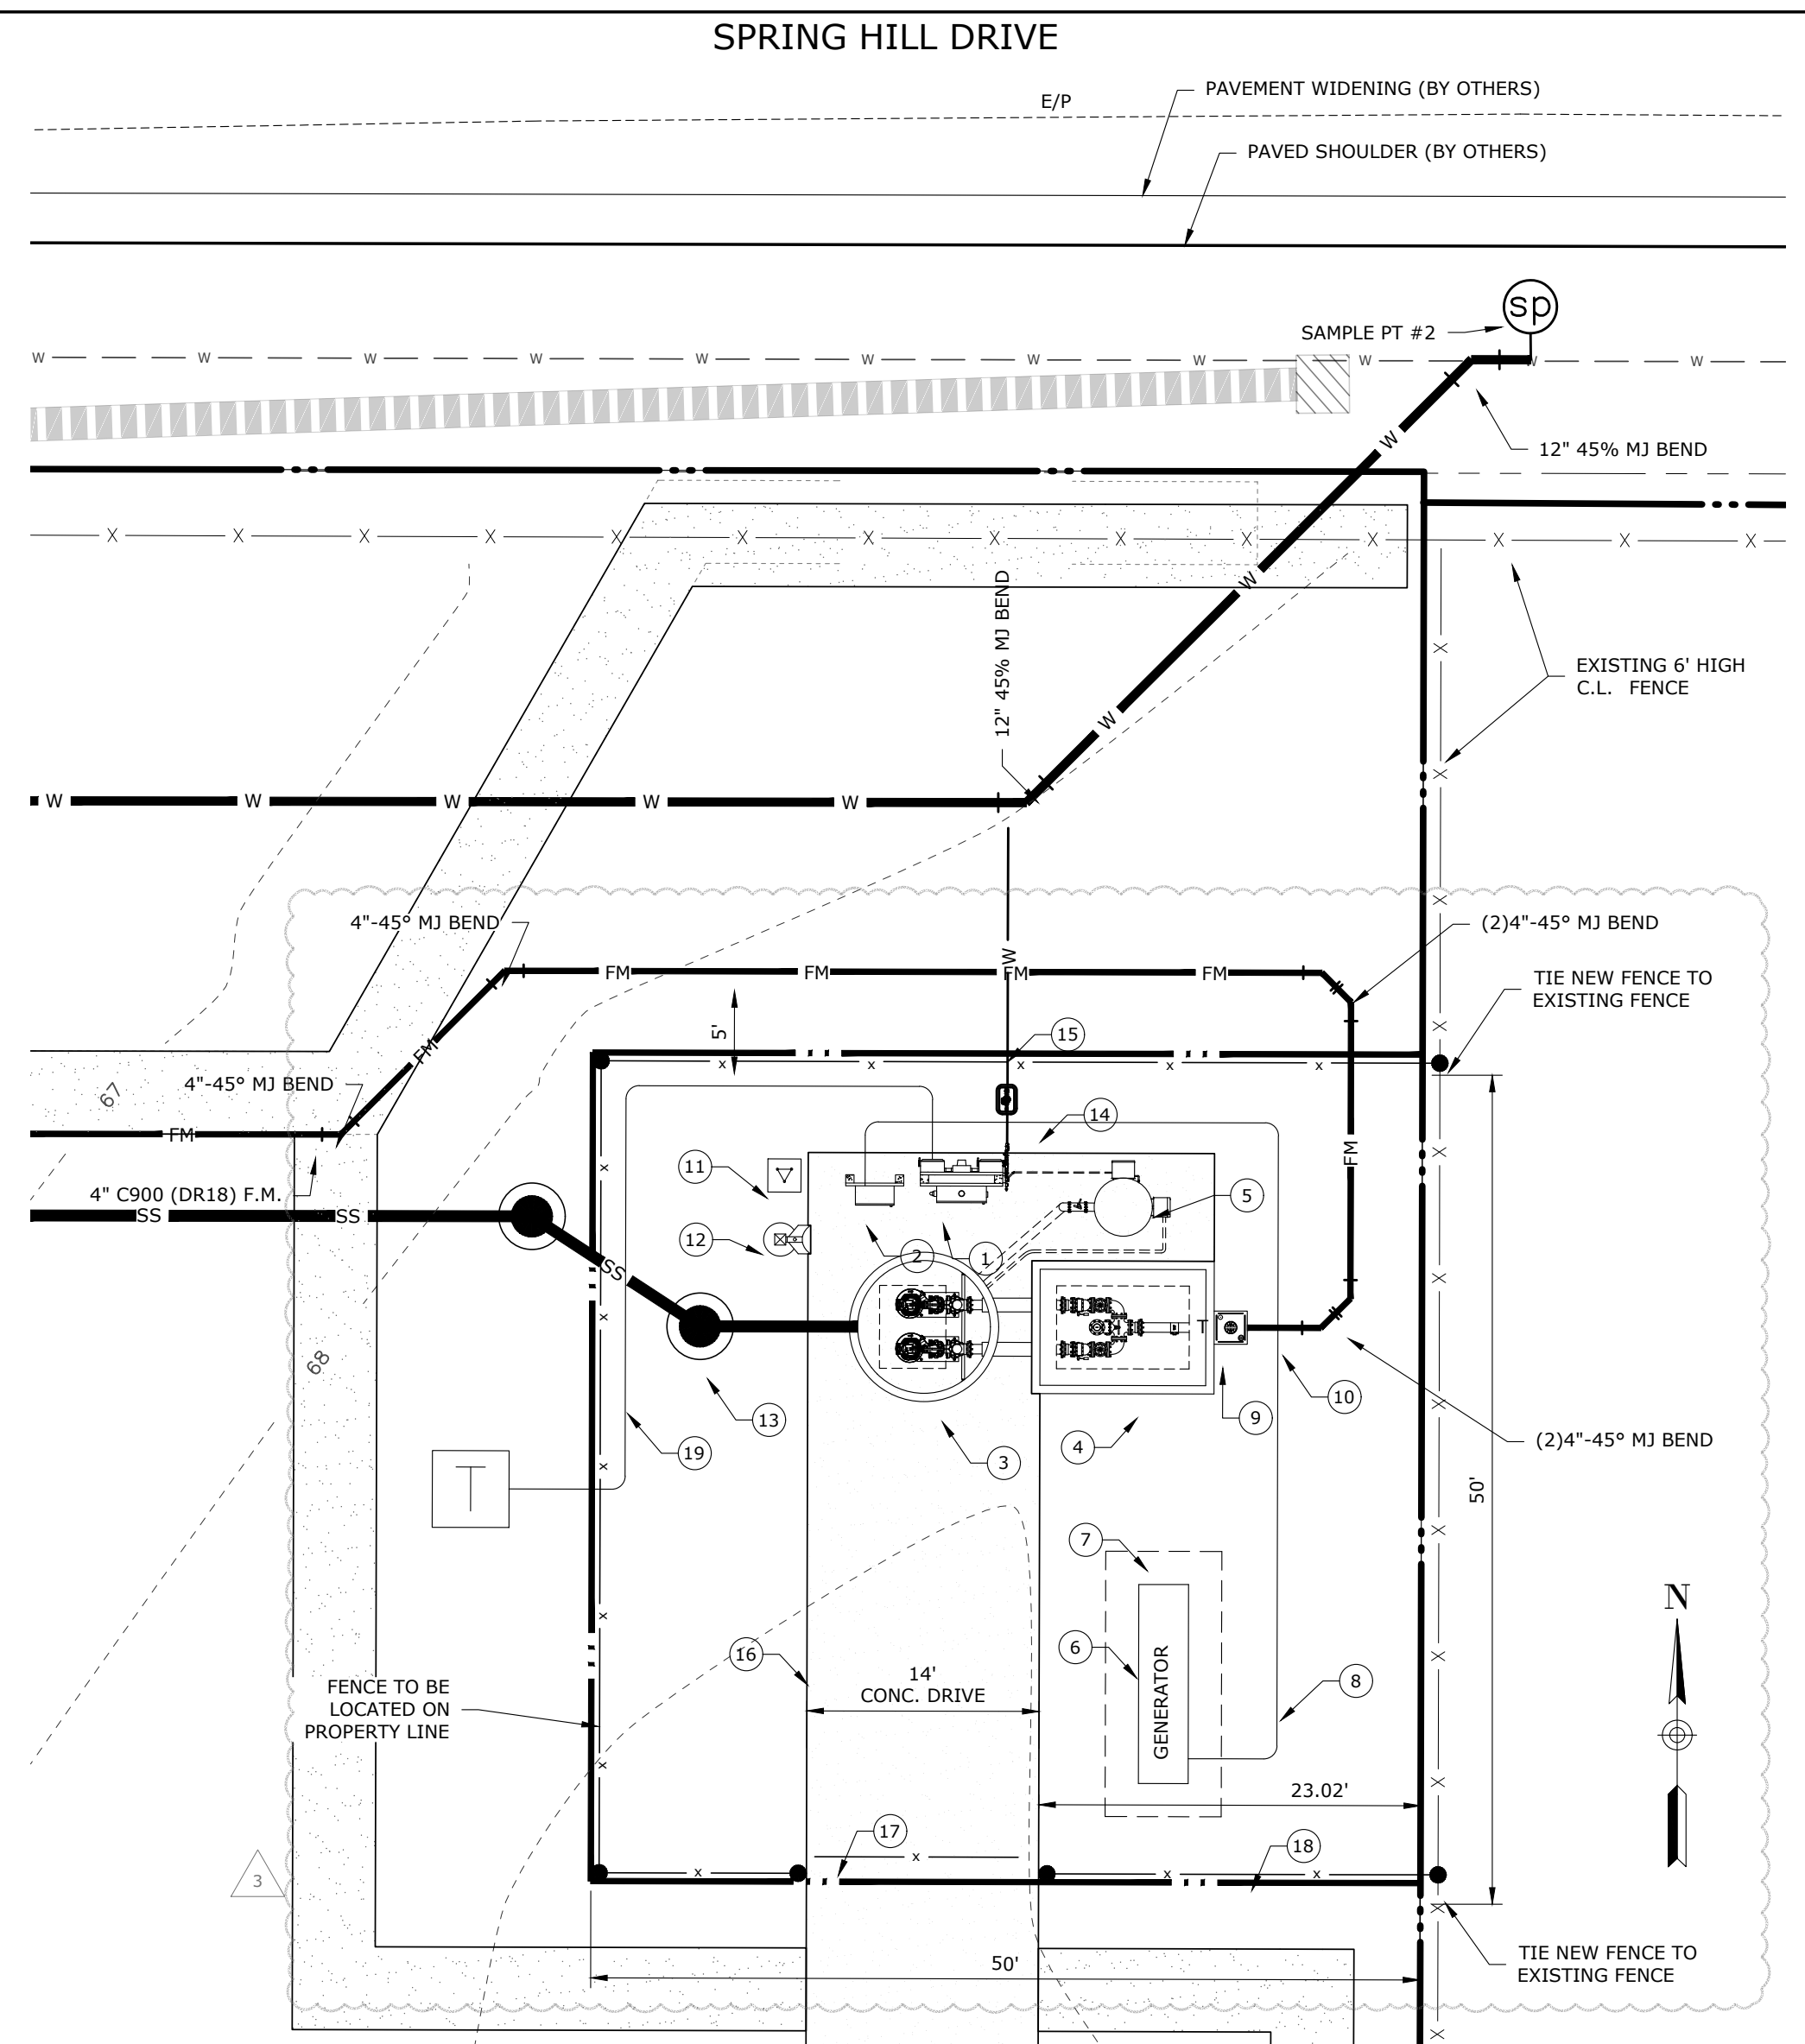 SPRING HILL DRIVE
PAVEMENT WIDENING (BY OTHERS)
E/P
PAVED SHOULDER (BY OTHERS)
sp
SAMPLE PT #2
W W W W W W W W W W W
W
12" 45% MJ BEND
X X X X X X X X X X X X X X
12" 45% MJ BEND
W
X
EXISTING 6' HIGH
C.L. FENCE
W
X
W W W W W
X
4"-45° MJ BEND
(2)4"-45° MJ BEND
W
FM FM FM FM
TIE NEW FENCE TO
EXISTING FENCE
5'
15
X
FM
x x x x x
4"-45° MJ BEND
67
14
FM
FM
X
11
x
4" C900 (DR18) F.M.
5
SS SS
12
2
1
SS
X
x
T
68
10
13
9
X
(2)4"-45° MJ BEND
19
4
3
x
T
50'
X
7
N
x
6
16
GENERATOR
X
14'
CONC. DRIVE
8
FENCE TO BE
LOCATED ON
PROPERTY LINE
x
23.02'
X
17
18
x x x x
3
X
TIE NEW FENCE TO
EXISTING FENCE
50'
X